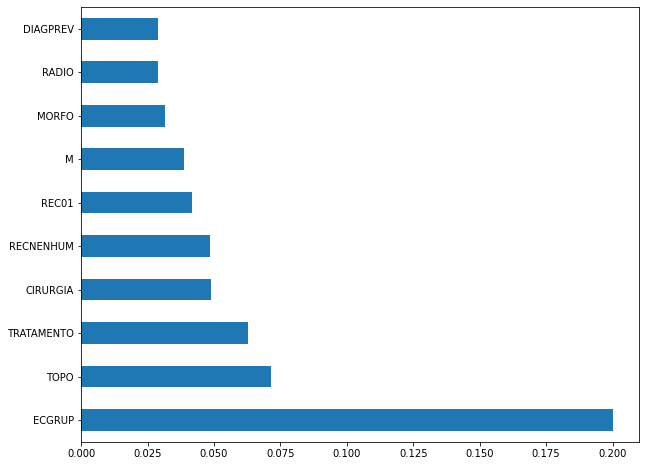 DIAGPREV
RADIO
MORFO
M
REC01
RECNENHUM
CIRURGIA
TRATAMENTO
TOPO
ECGRUP
0.000 0.025 0.050 0.075 0.100 0.125 0.150 0.175 0.200